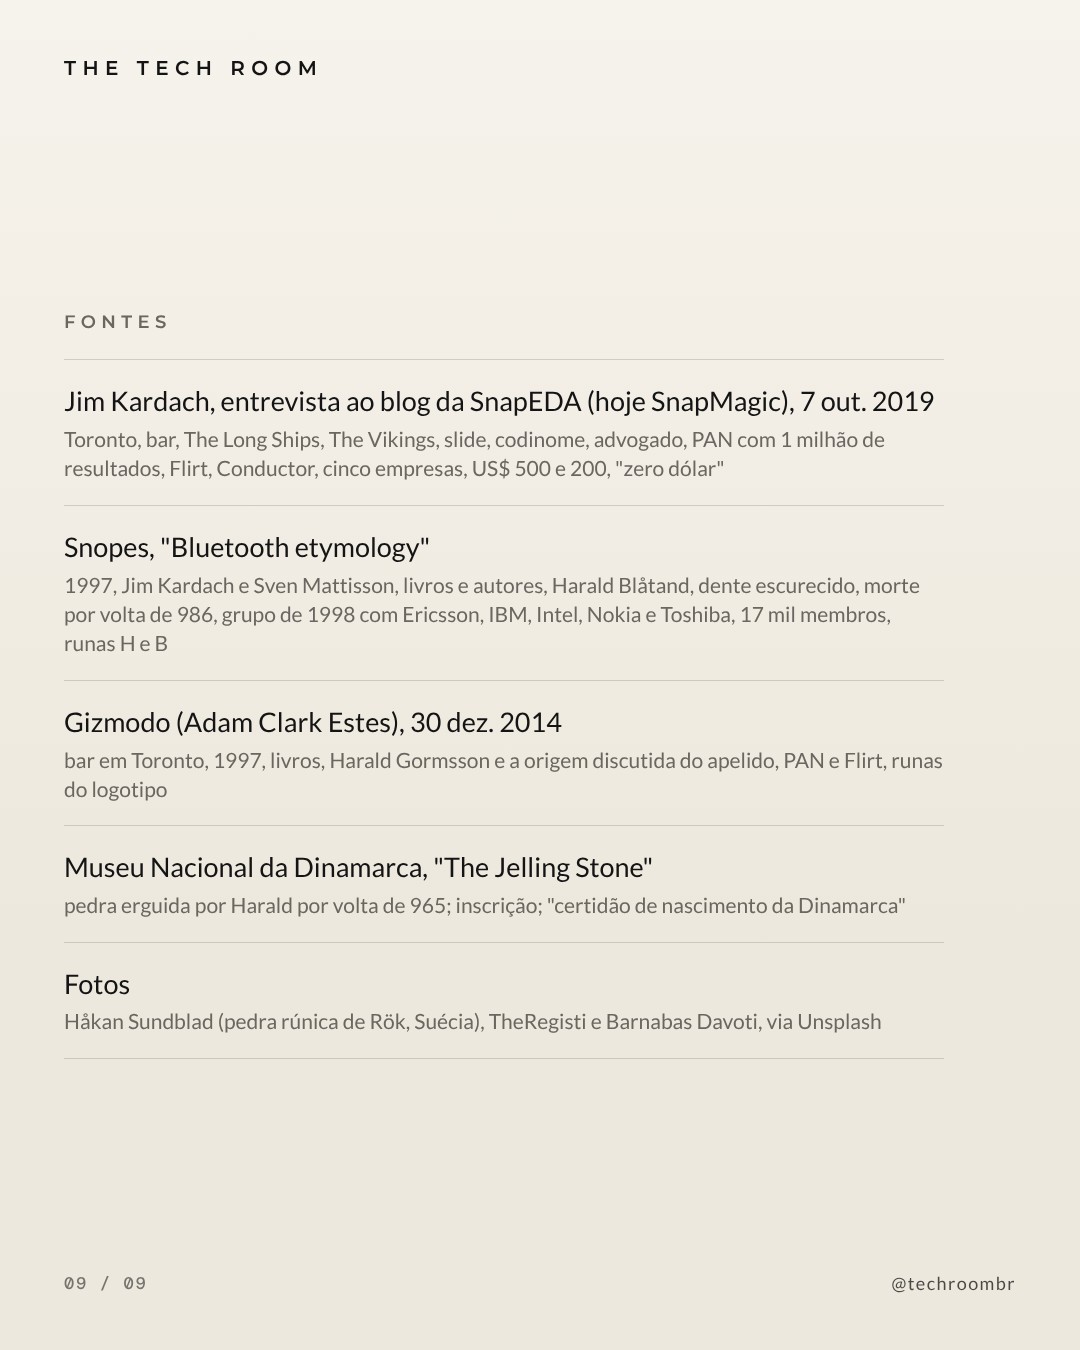 THE TECH ROOM
FONTES
Jim Kardach, entrevista ao blog da SnapEDA (hoje SnapMagic), 7 out. 2019
Toronto, bar, The Long Ships, The Vikings, slide, codinome, advogado, PAN com 1 milhão de
resultados, Flirt, Conductor, cinco empresas, US$ 500 e 200, "zero dólar"
Snopes, "Bluetooth etymology"
1997, Jim Kardach e Sven Mattisson, livros e autores, Harald Blåtand, dente escurecido, morte
por volta de 986, grupo de 1998 com Ericsson, IBM, Intel, Nokia e Toshiba, 17 mil membros,
runas H e B
Gizmodo (Adam Clark Estes), 30 dez. 2014
bar em Toronto, 1997, livros, Harald Gormsson e a origem discutida do apelido, PAN e Flirt, runas
do logotipo
Museu Nacional da Dinamarca, "The Jelling Stone"
pedra erguida por Harald por volta de 965; inscrição; "certidão de nascimento da Dinamarca"
Fotos
Håkan Sundblad (pedra rúnica de Rök, Suécia), TheRegisti e Barnabas Davoti, via Unsplash
09 / 09
@techroombr